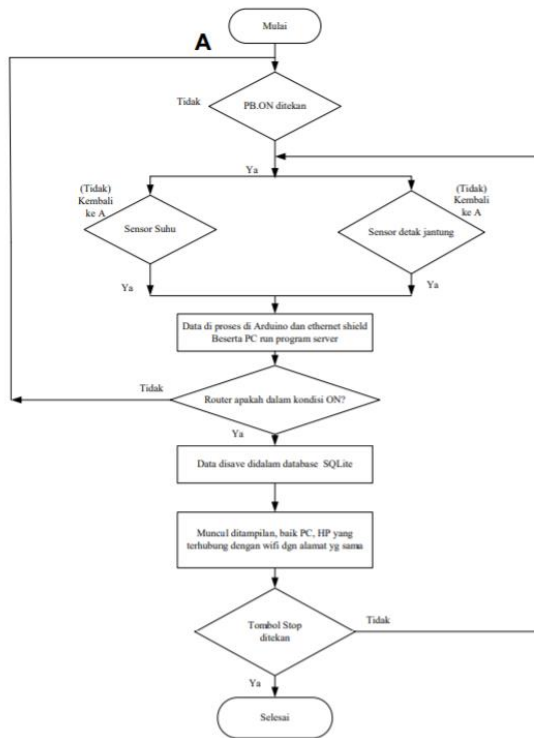 Mulai
A
Tidak
PB.ON ditekan
Ya
(Tidak)
Kembali
ke A
Sensor Suhu
(Tidak)
Kembali
ke A
Sensor detak jantung
Ya
Ya
Data di proses di Arduino dan ethernet shield
Beserta PC run program server
Tidak
Router apakah dalam kondisi ON?
Ya
Data disave didalam database SQLite
Muncul ditampilan, baik PC, HP yang
terhubung dengan wifi dgn alamat yg sama
Tombol Stop
ditekan
Tidak
Ya
Selesai